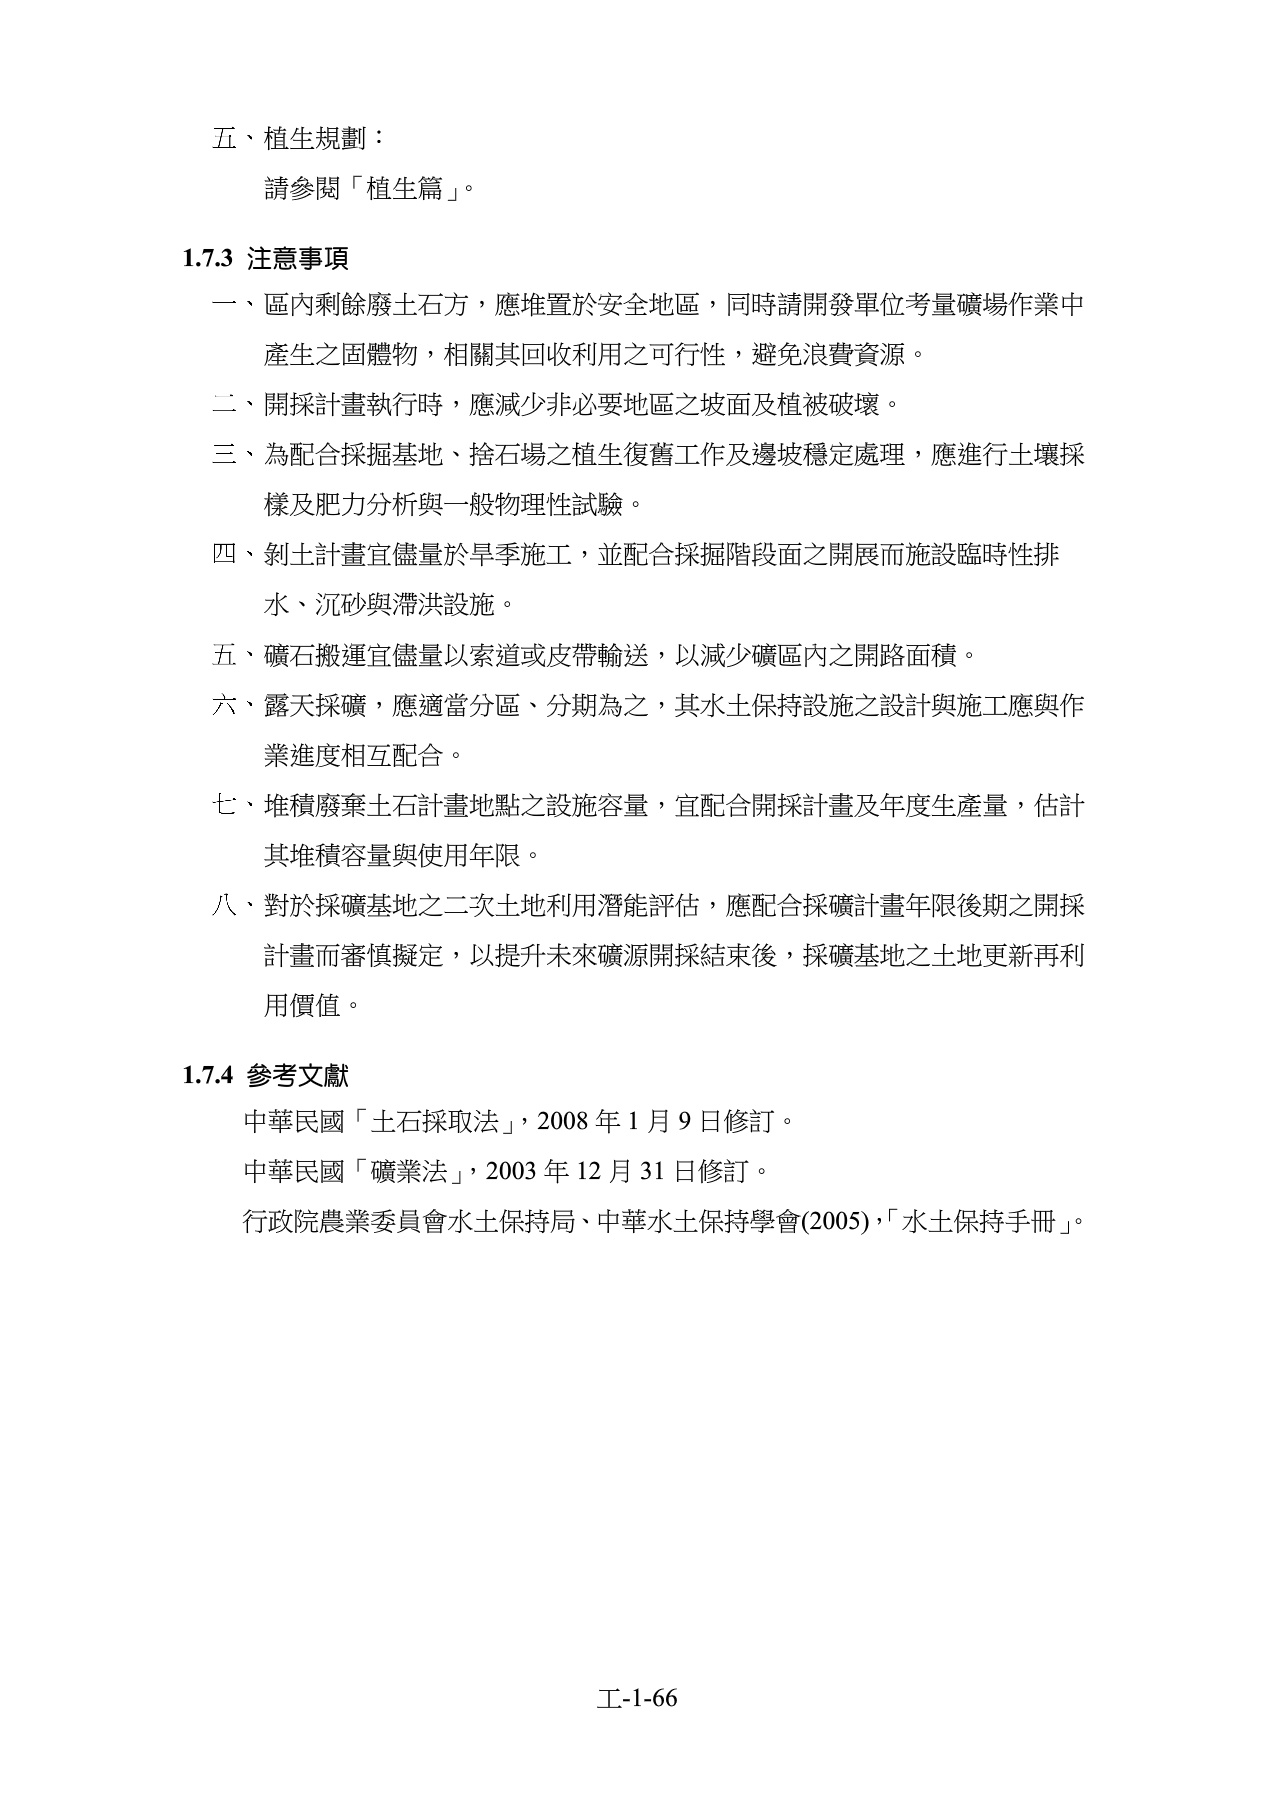 五、植生規劃：
請參閱「植生篇」。
1.7.3 注意事項
一、區內剩餘廢土石方，應堆置於安全地區，同時請開發單位考量礦場作業中
產生之固體物，相關其回收利用之可行性，避免浪費資源。
二、開採計畫執行時，應減少非必要地區之坡面及植被破壞。
三、為配合採掘基地、捨石場之植生復舊工作及邊坡穩定處理，應進行土壤採
樣及肥力分析與一般物理性試驗。
四、剝土計畫宜儘量於旱季施工，並配合採掘階段面之開展而施設臨時性排
水、沉砂與滯洪設施。
五、礦石搬運宜儘量以索道或皮帶輸送，以減少礦區內之開路面積。
六、露天採礦，應適當分區、分期為之，其水土保持設施之設計與施工應與作
業進度相互配合。
七、堆積廢棄土石計畫地點之設施容量，宜配合開採計畫及年度生產量，估計
其堆積容量與使用年限。
八、對於採礦基地之二次土地利用潛能評估，應配合採礦計畫年限後期之開採
計畫而審慎擬定，以提升未來礦源開採結束後，採礦基地之土地更新再利
用價值。
1.7.4 參考文獻
中華民國「土石採取法」，2008 年 1 月 9 日修訂。
中華民國「礦業法」，2003 年 12 月 31 日修訂。
行政院農業委員會水土保持局、中華水土保持學會(2005)，「水土保持手冊」。
工-1-66